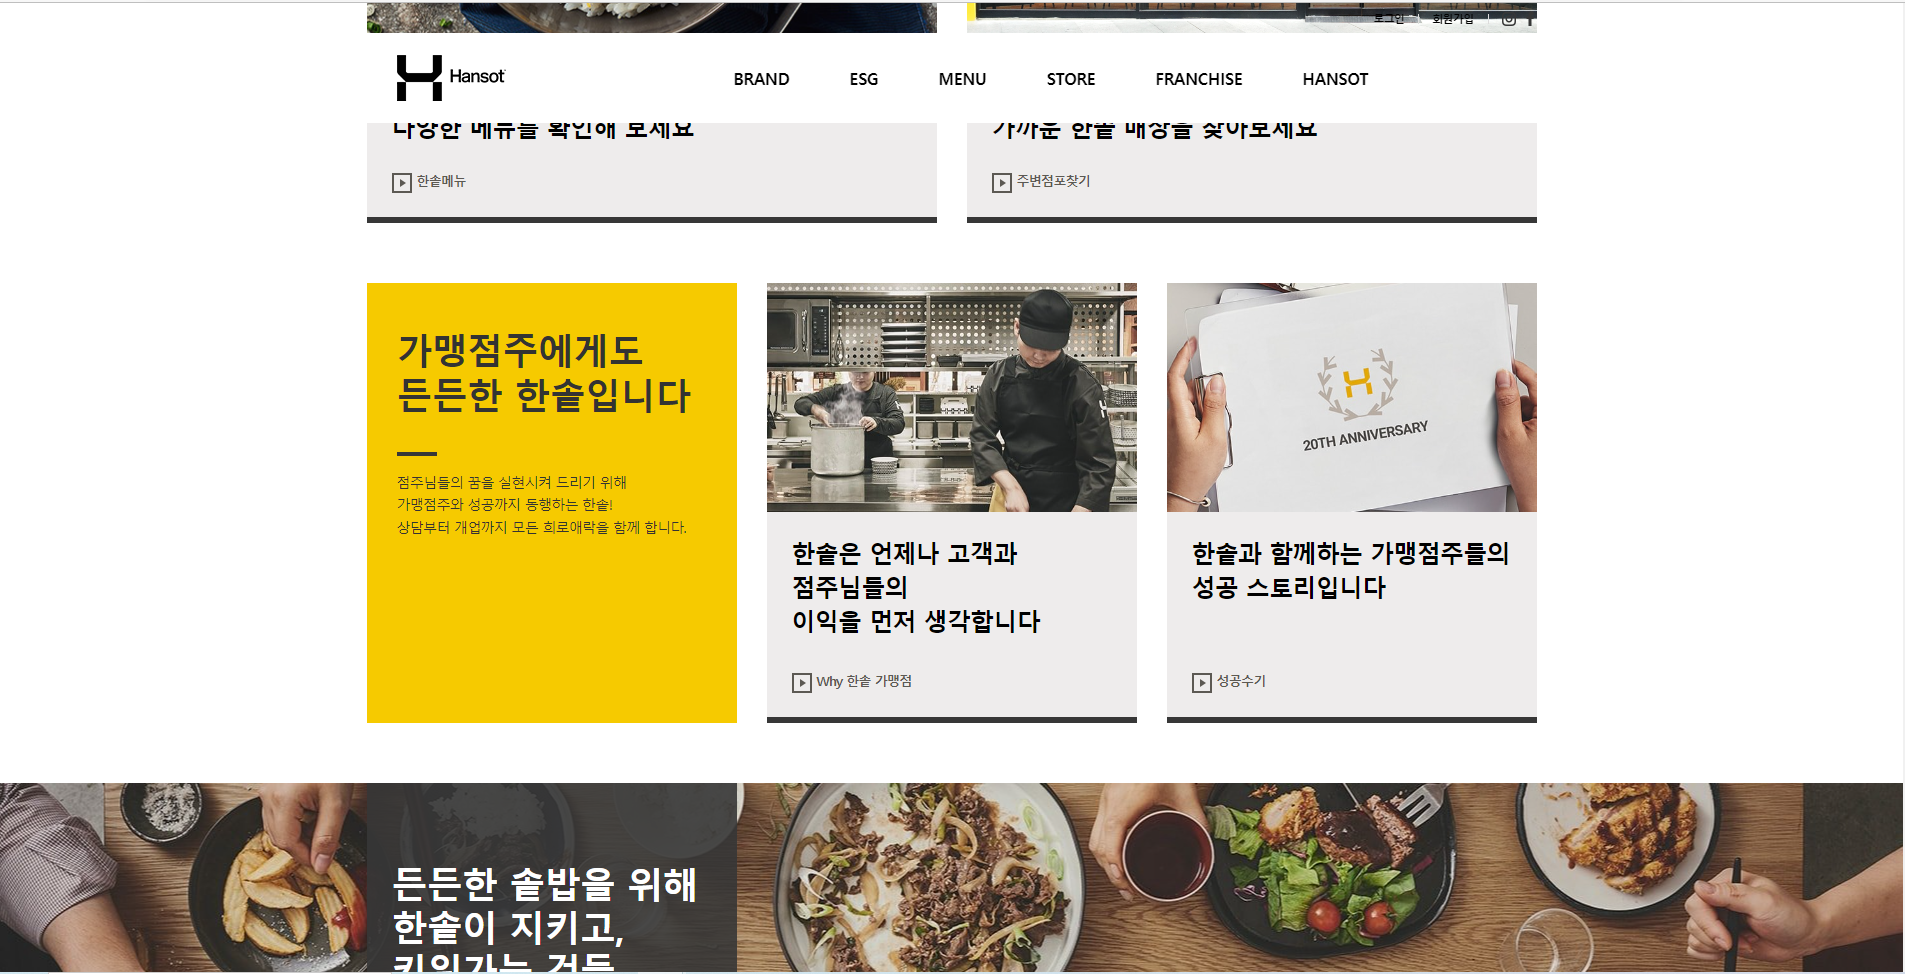 로그인
회원가입
Hansot
BRAND
ESG
MENU
STORE
FRANCHISE
HANSOT
다양한 메뉴를 확인해 보세요
가까운 한솥 매장을 찾아보세요
한솥메뉴
주변점포찾기
가맹점주에게도
든든한 한솥입니다
점주님들의 꿈을 실현시켜 드리기 위해
가맹점주와 성공까지 동행하는 한솥!
상담부터 개업까지 모든 희로애락을 함께 합니다.
20TH ANNIVERSARY
한솥은 언제나 고객과
점주님들의
이익을 먼저 생각합니다
Why 한솥 가맹점
한솥과 함께하는 가맹점주들의
성공 스토리입니다
성공수기
든든한 솥밥을 위해
한솥이 지키고,
키워가는 것들